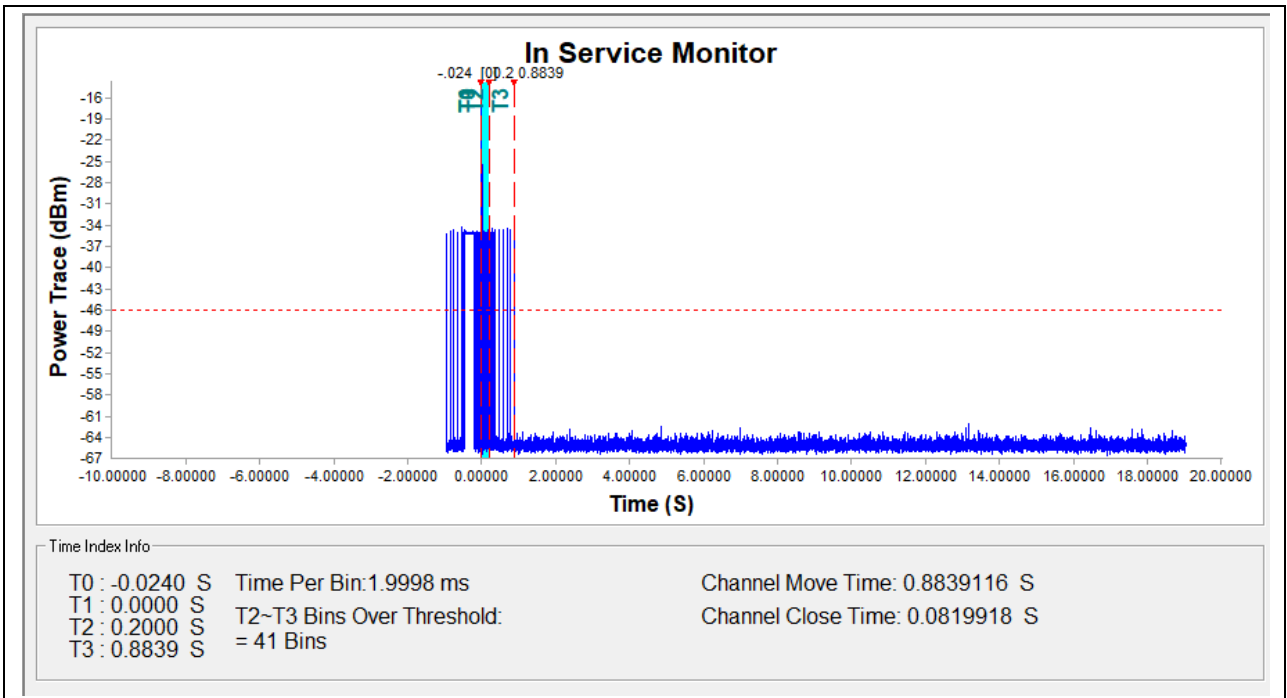 In Service Monitor
-.024 [0]0.2 0.8839
T0 T2 T3
Power Trace (dBm)
-16
-19
-22
-25
-28
-31
-34
-37
-40
-43
-46
-49
-52
-55
-58
-61
-64
-67
-10.00000 -8.00000 -6.00000 -4.00000 -2.00000 0.00000 2.00000 4.00000 6.00000 8.00000 10.00000 12.00000 14.00000 16.00000 18.00000 20.00000
Time (S)
Time Index Info
T0 : -0.0240 S Time Per Bin:1.9998 ms Channel Move Time: 0.8839116 S
T1 : 0.0000 S
T2 : 0.2000 S T2~T3 Bins Over Threshold: Channel Close Time: 0.0819918 S
T3 : 0.8839 S = 41 Bins